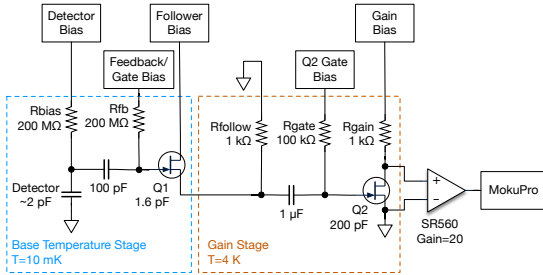 Detector
Bias
Follower
Bias
Gain
Bias
Feedback/
Gate Bias
Q2 Gate
Bias
Rbias
200 MΩ
Rfb
200 MΩ
Rfollow
1 kΩ
Rgate
100 kΩ
Rgain
1 kΩ
Detector
~2 pF
100 pF
Q1
1.6 pF
1 µF
Q2
200 pF
+
−
SR560
Gain=20
MokuPro
Base Temperature Stage
T=10 mK
Gain Stage
T=4 K